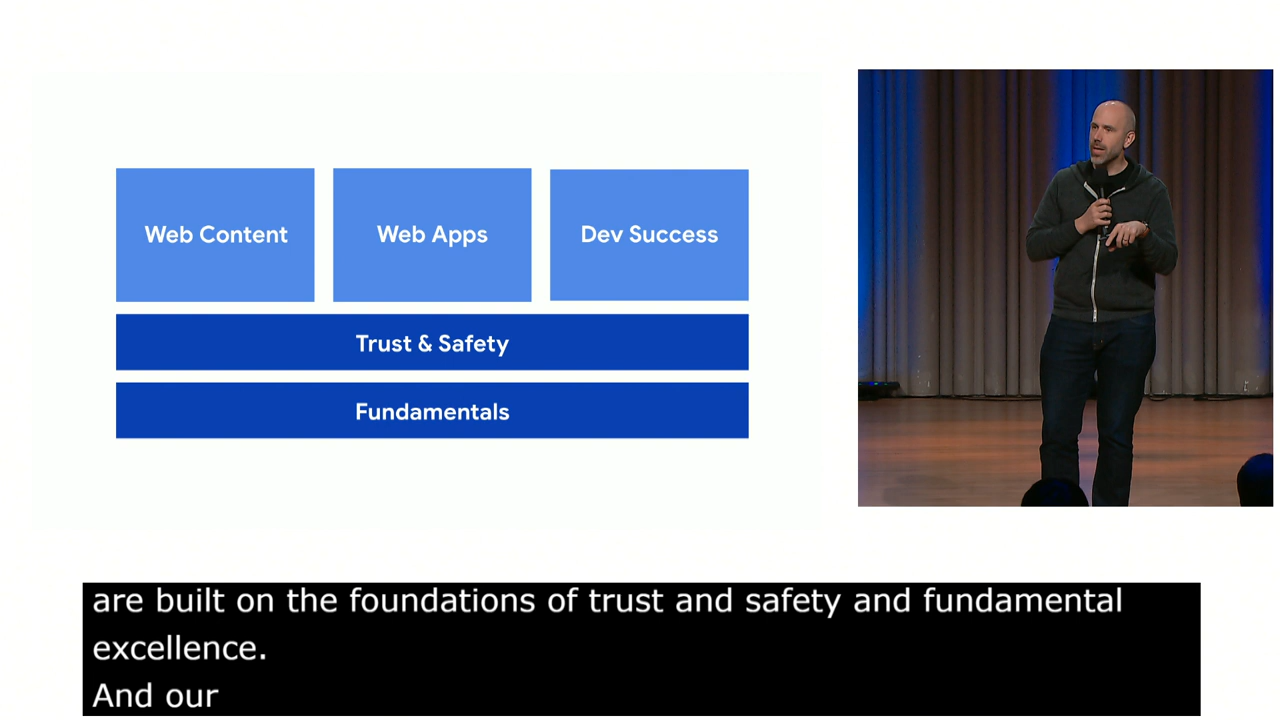 Web Content
Web Apps
Dev Success
Trust & Safety
Fundamentals
are built on the foundations of trust and safety and fundamental
excellence.
And our